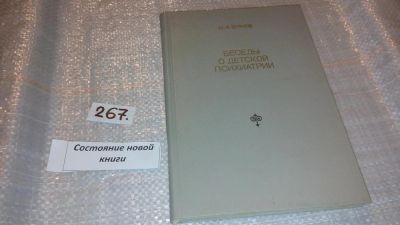 БЕСЕДЫ
О ДЕТСКОЙ
ПСИХИАТРИИ
267.
Состояние новой
книги